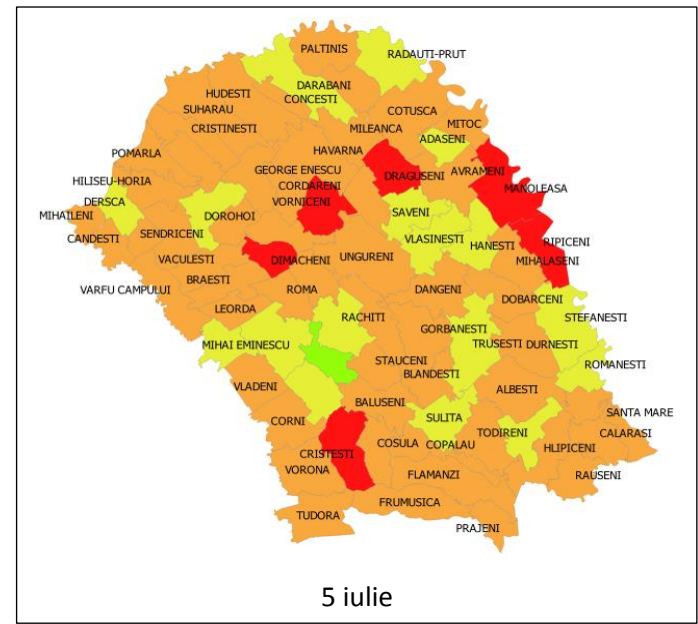 PALTINIS
RADAUTI-PRUT
DARABANI
HUDESTI
CONCESTI
SUHARAU
COTUSCA
CRISTINESTI
MILEANCA
MITOC
ADASENI
HAVARNA
POMARLA
GEORGE ENESCU
DRAGUSENI
AVRAMENI
HILISEU-HORIA
CORDARENI
MANOLEASA
DERSCA
VORNICENI
MIHAILENI
DOROHOI
SAVENI
CANDESTI
SENDRICENI
VLASINESTI
HANESTI
RIPICENI
VACULESTI
DIMACHENI
UNGURENI
MIHALASENI
BRAESTI
VARFU CAMPULUI
ROMA
DANGENI
DOBARCENI
LEORDA
RACHITI
STEFANESTI
GORBANESTI
MIHAI EMINESCU
TRUSESTI
DURNESTI
STAUCENI
ROMANESTI
BLANDESTI
VLADENI
ALBESTI
BALUSENI
SANTA MARE
CORNI
SULITA
TODIRENI
CALARASI
COSULA
COPALAU
HLIPICENI
CRISTESTI
VORONA
FLAMANZI
RAUSENI
FRUMUSICA
TUDORA
PRAJENI
5 iulie